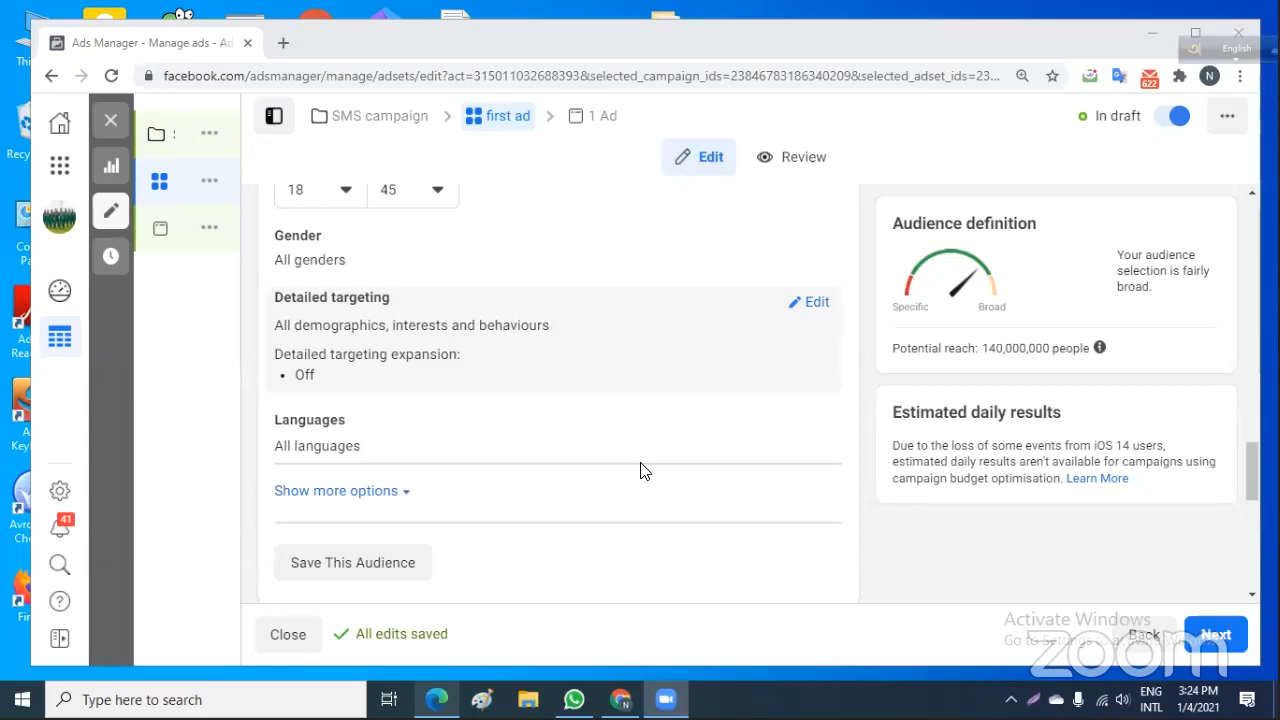 Ads Manager - Manage ads - Ad
English
facebook.com/adsmanager/manage/adsets/edit?act=315011032688393&selected_campaign_ids=23846783186340209&selected_adset_ids=23...
N
622
SMS campaign
first ad
1 Ad
In draft
Edit
Review
18
45
Gender
All genders
Detailed targeting
Edit
All demographics, interests and behaviours
Detailed targeting expansion:
Off
Languages
All languages
Show more options
Save This Audience
Audience definition
Specific
Broad
Your audience
selection is fairly
broad.
Potential reach: 140,000,000 people
Estimated daily results
Due to the loss of some events from iOS 14 users,
estimated daily results aren't available for campaigns using
campaign budget optimisation. Learn More
41
Close
All edits saved
Back
Next
Activate Windows
zoom
Type here to search
ENG
INTL
3:24 PM
1/4/2021